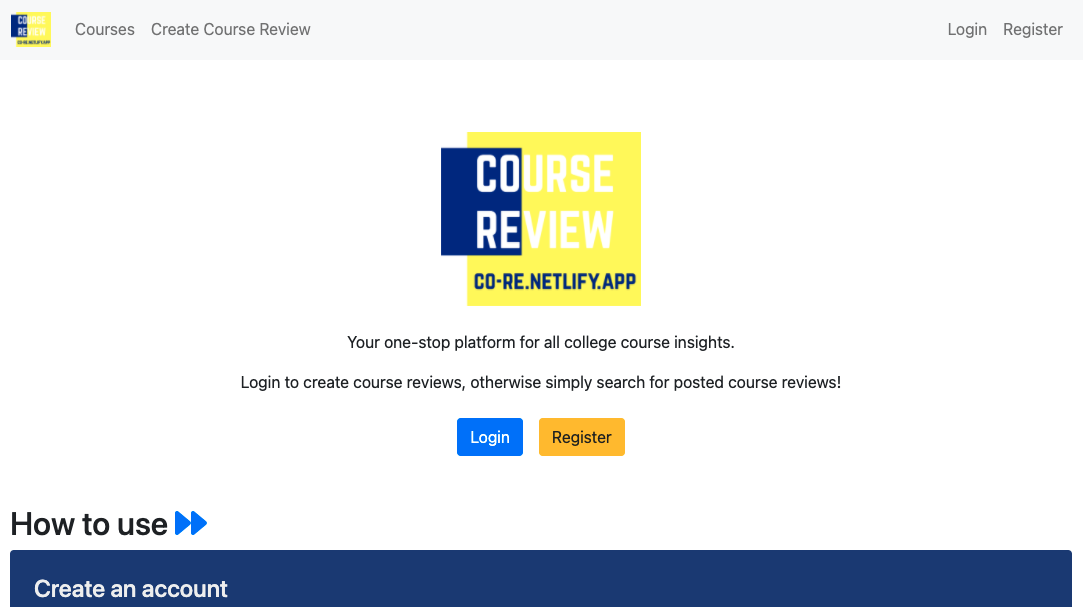 COURSE
REVIEW
CO-RE.NETLIFY.APP
Courses
Create Course Review
Login
Register
COURSE
REVIEW
CO-RE.NETLIFY.APP
Your one-stop platform for all college course insights.
Login to create course reviews, otherwise simply search for posted course reviews!
Login
Register
How to use
Create an account